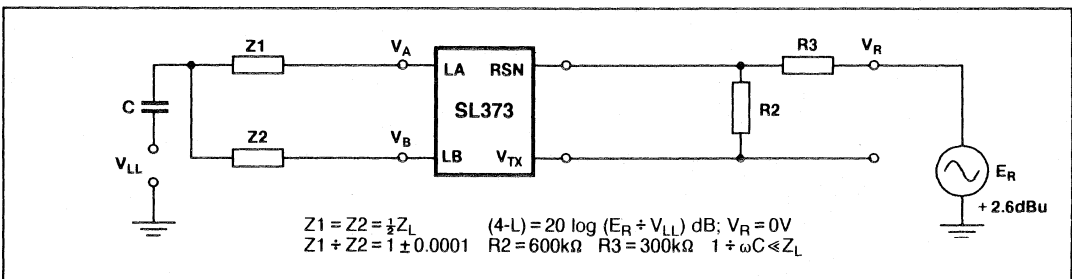 Z1
V_A
R3
V_R
LA RSN
SL373
C
R2
Z2
V_B
V_LL
LB V_TX
E_R
+2.6dBu
Z1 = Z2 = ½Z_L (4-L) = 20 log (E_R ÷ V_LL) dB; V_R = 0V
Z1 ÷ Z2 = 1 ± 0.0001 R2 = 600kΩ R3 = 300kΩ 1 ÷ ωC ≪ Z_L